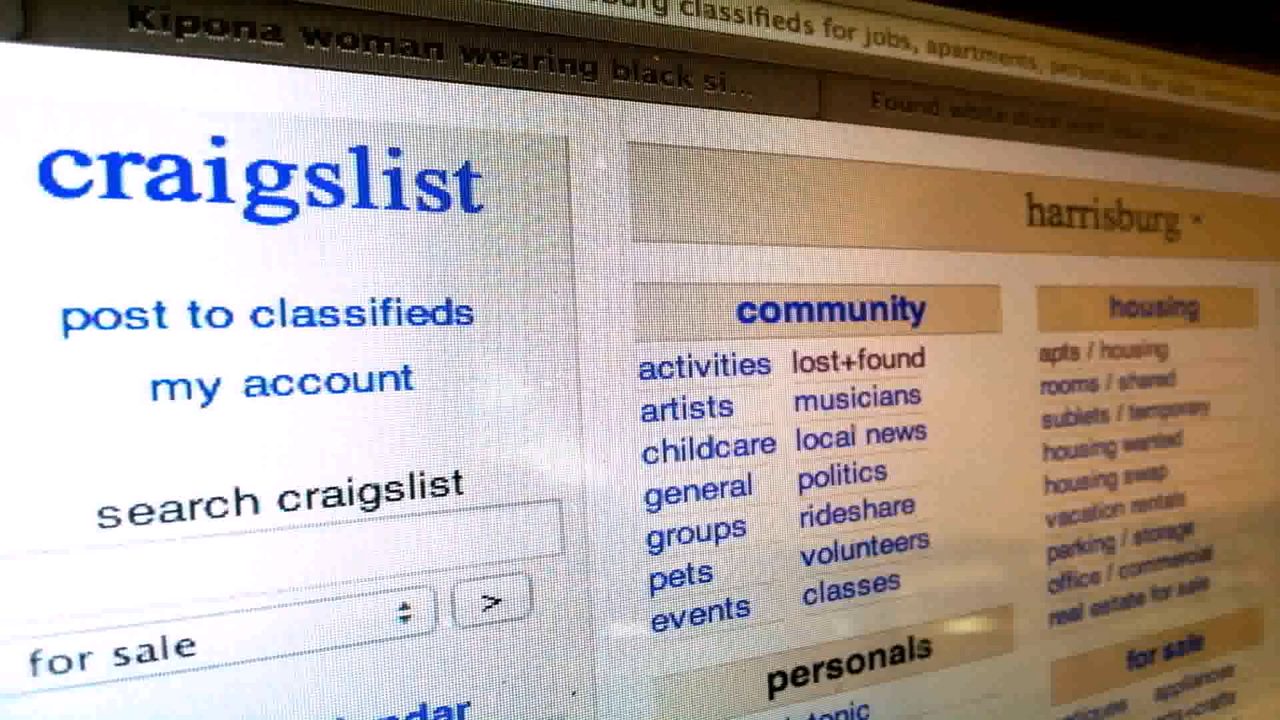 classifieds for jobs, apartments,
Kipona woman wearing black si...
Found white
craigslist
post to classifieds
my account
search craigslist
for sale
>
harrisburg
community
activities
artists
childcare
general
groups
pets
events
lost+found
musicians
local news
politics
rideshare
volunteers
classes
personals
housing
apts / housing
rooms / shared
sublets / temporary
housing wanted
housing swap
vacation rentals
parking / storage
office / commercial
real estate for sale
for sale